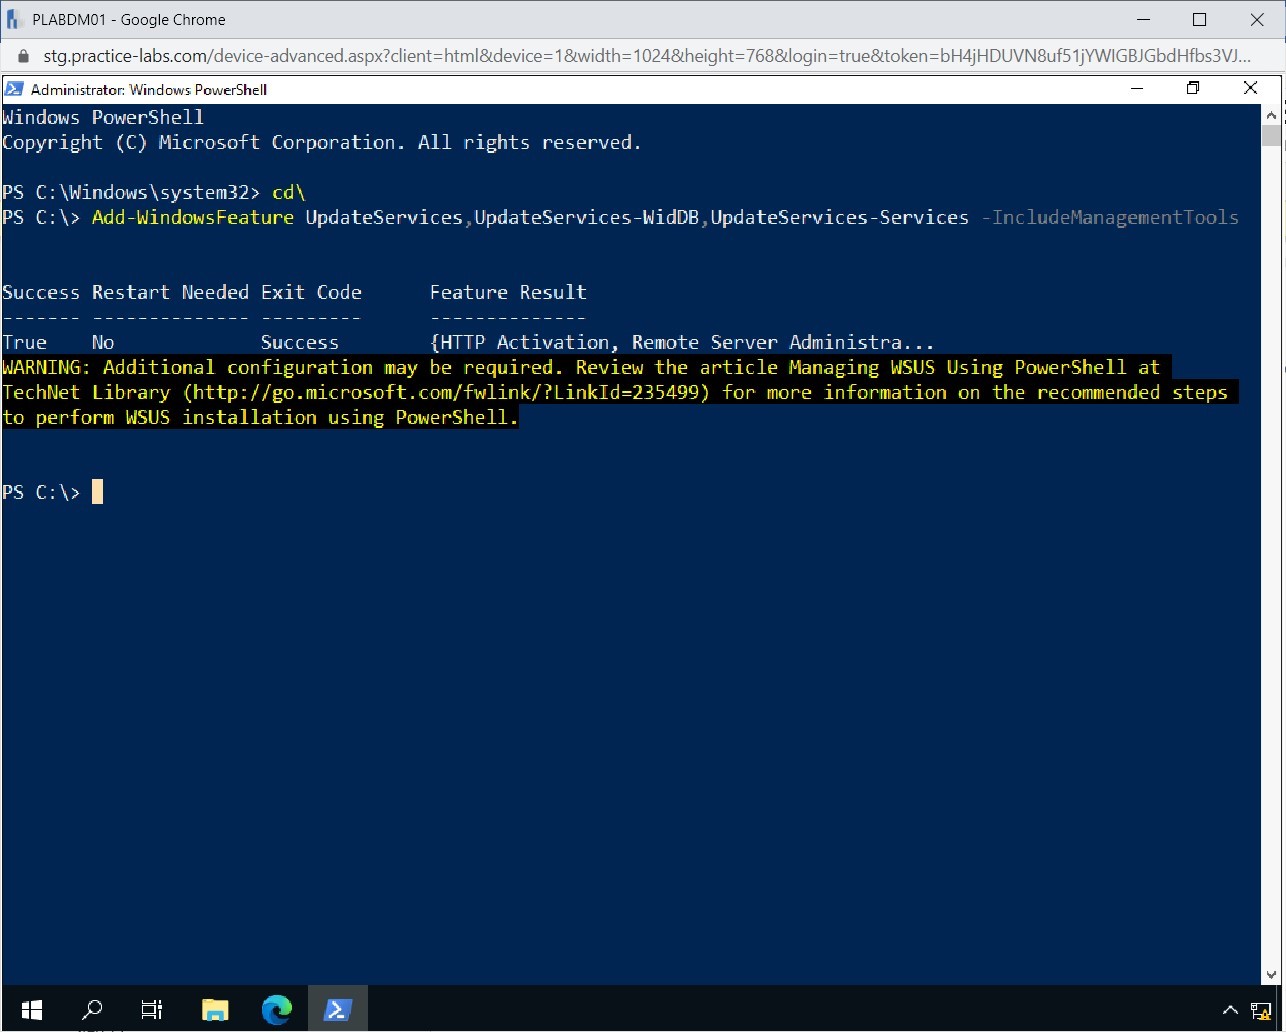 PLABDM01 - Google Chrome
stg.practice-labs.com/device-advanced.aspx?client=html&device=1&width=1024&height=768&login=true&token=bH4jHDUVN8uf51jYWIGBJGbdHfbs3VJ...
Administrator: Windows PowerShell
Windows PowerShell
Copyright (C) Microsoft Corporation. All rights reserved.
PS C:\Windows\system32> cd\
PS C:\> Add-WindowsFeature UpdateServices,UpdateServices-WidDB,UpdateServices-Services -IncludeManagementTools
Success Restart Needed Exit Code      Feature Result
------- -------------- ---------      --------------
True    No             Success        {HTTP Activation, Remote Server Administra...
WARNING: Additional configuration may be required. Review the article Managing WSUS Using PowerShell at
TechNet Library (http://go.microsoft.com/fwlink/?LinkId=235499) for more information on the recommended steps
to perform WSUS installation using PowerShell.
PS C:\>